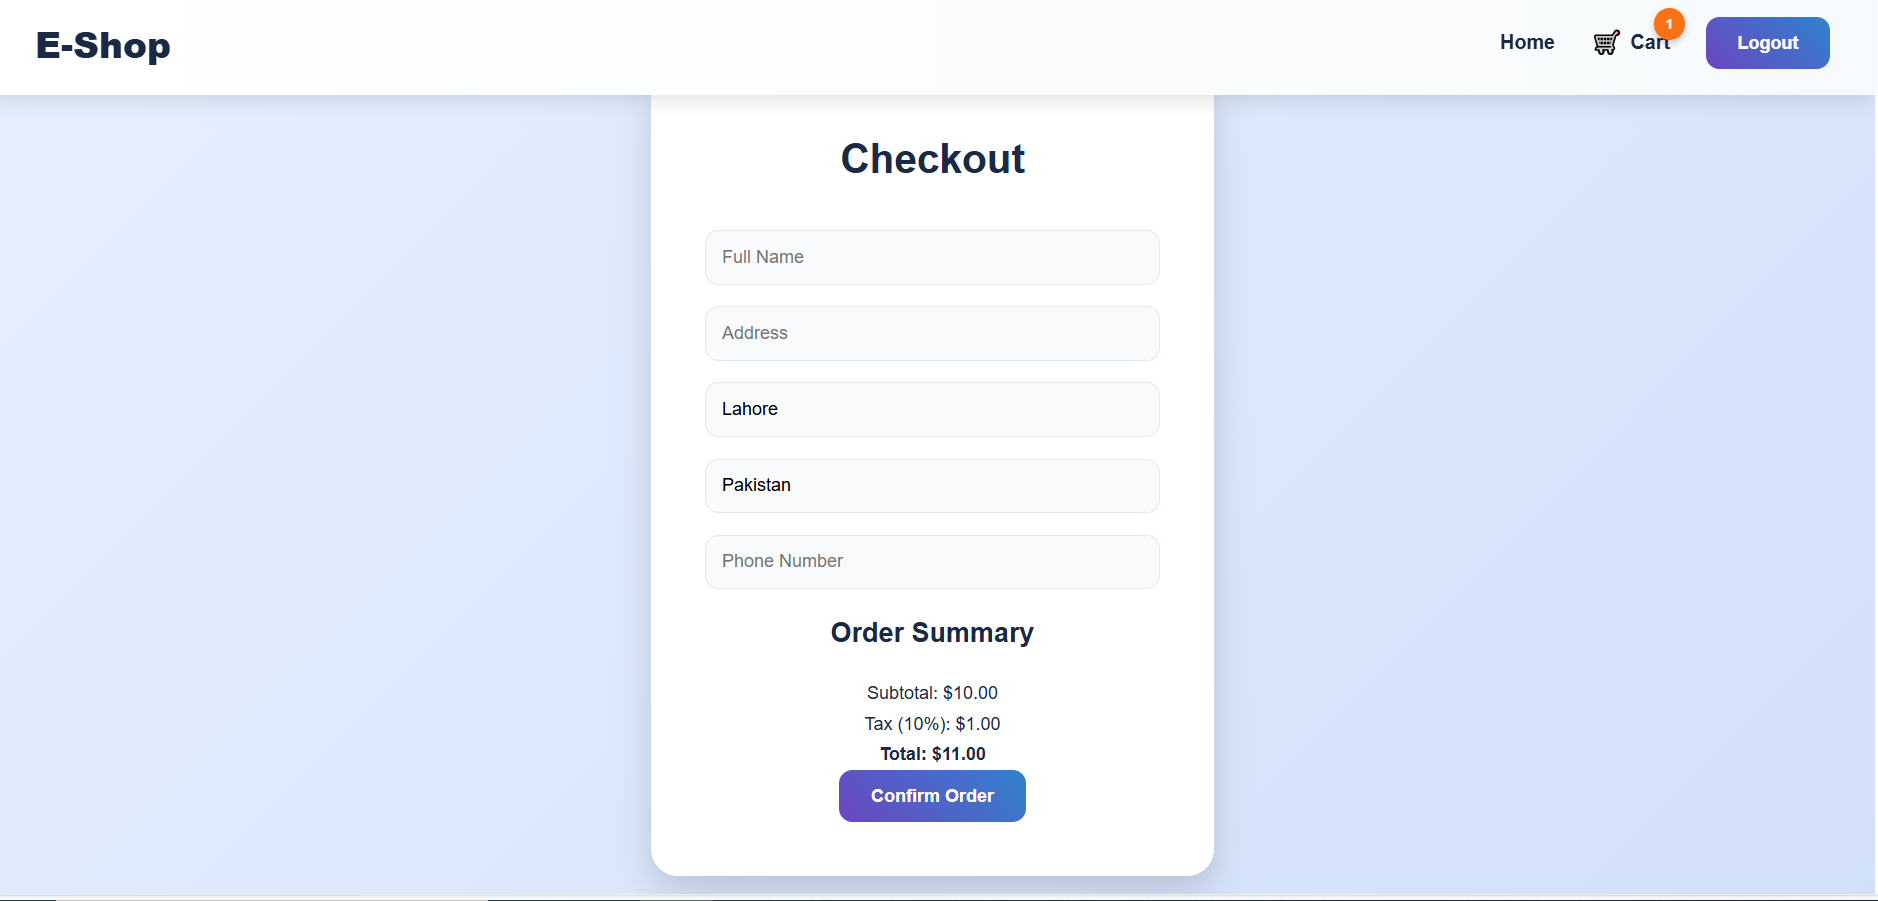 E-Shop
Home
Cart
1
Logout
Checkout
Full Name
Address
Lahore
Pakistan
Phone Number
Order Summary
Subtotal: $10.00
Tax (10%): $1.00
Total: $11.00
Confirm Order